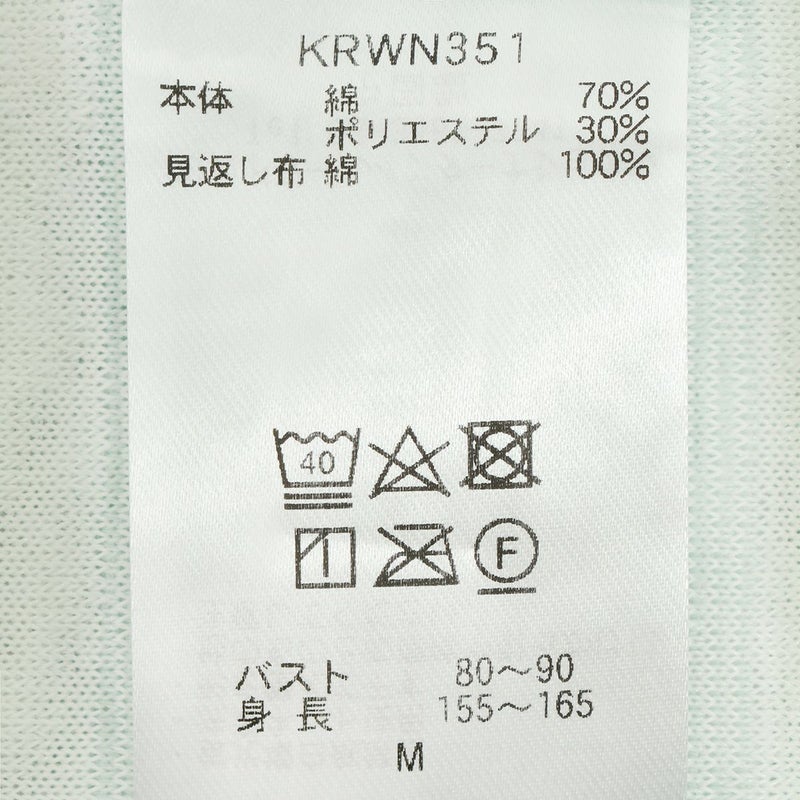 KRWN351
本体 綿 70%
ポリエステル 30%
見返し布 綿 100%
40
F
バスト 80〜90
身長 155〜165
M